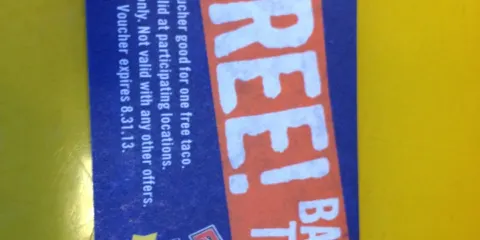 REE!
BA
T
ucher good for one free taco.
lid at participating locations.
nly. Not valid with any other offers.
Voucher expires 8.31.13.